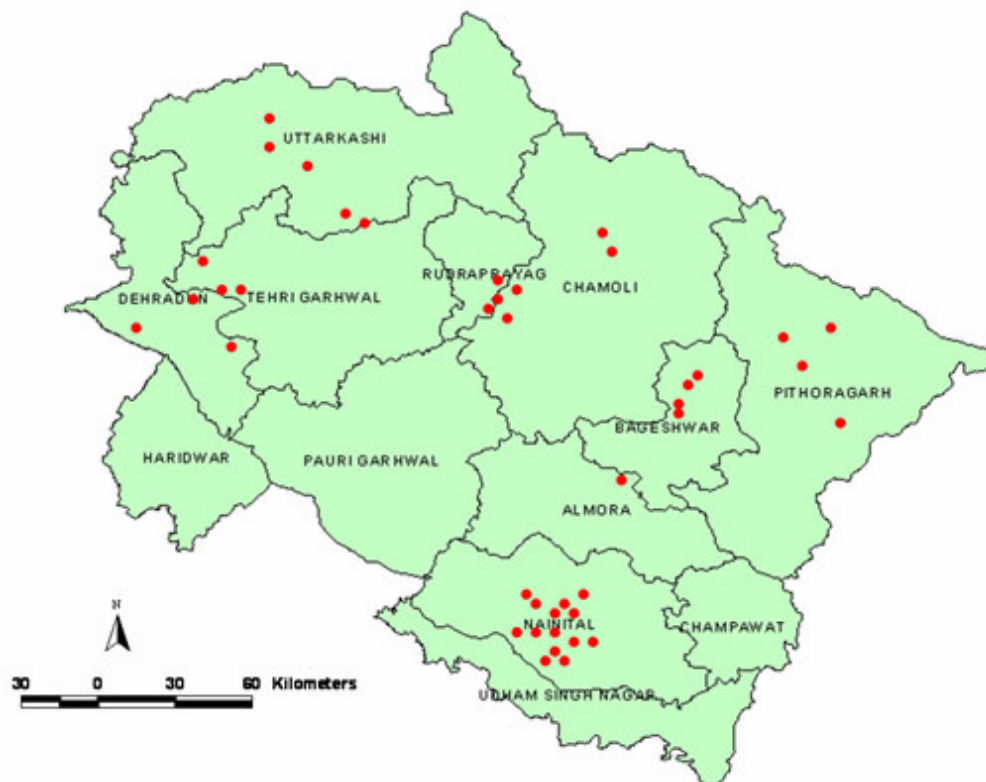 UTTARKASHI
RUDRAPRAYAG
CHAMOLI
DEHRADUN
TEHRI GARHWAL
PITHORAGARH
BAGESHWAR
HARIDWAR
PAURI GARHWAL
ALMORA
N
NAINITAL
CHAMPAWAT
30 0 30 60 Kilometers
UDHAM SINGH NAGAR